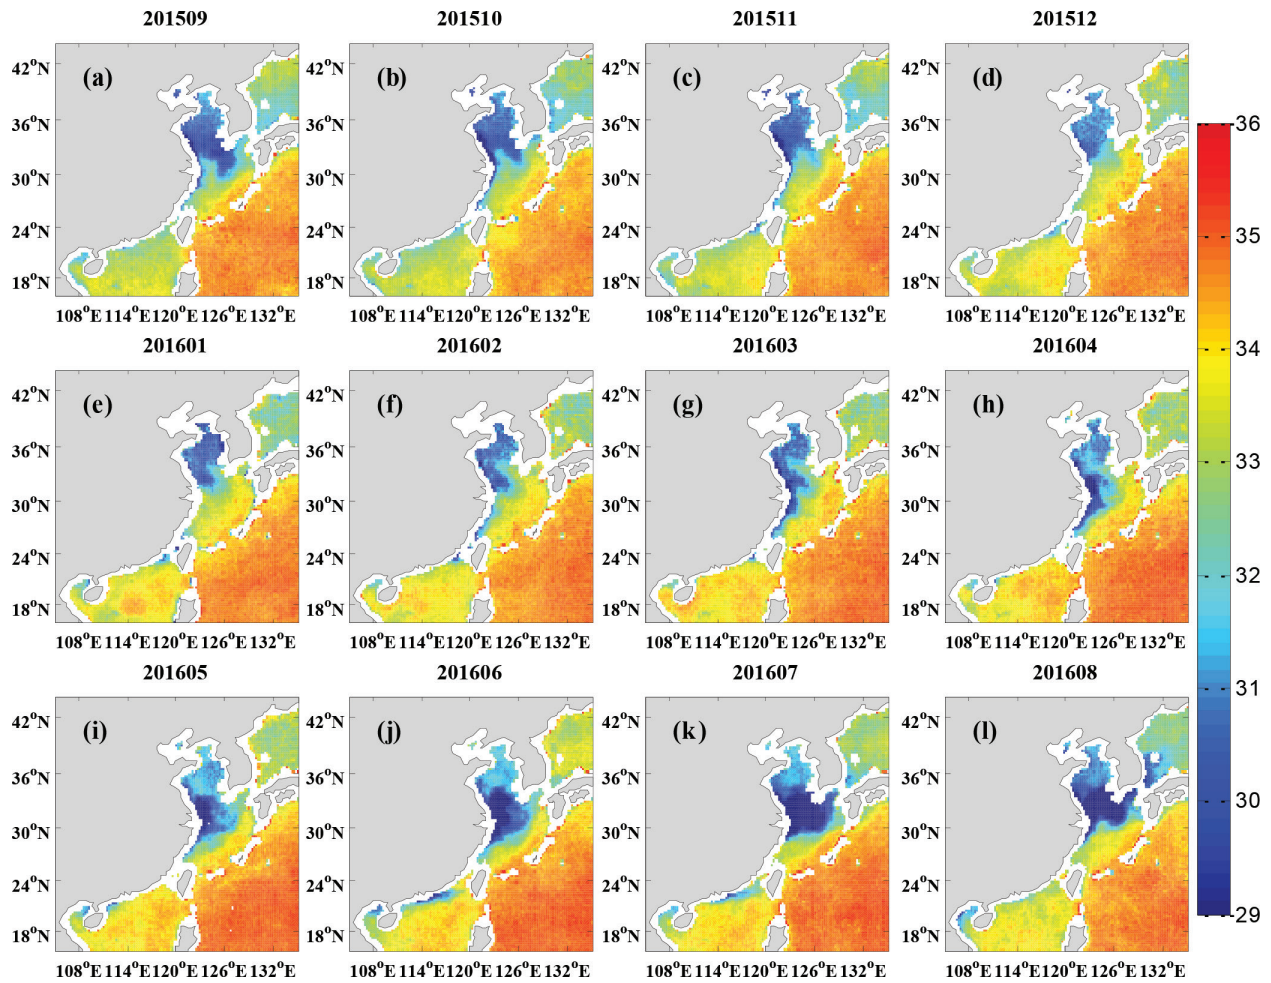 201509 201510 201511 201512
42°N 42°N 42°N 42°N
(a) (b) (c) (d)
36°N 36°N 36°N 36°N 36
30°N 30°N 30°N 30°N
24°N 24°N 24°N 24°N 35
18°N 18°N 18°N 18°N
108°E 114°E 120°E 126°E 132°E 108°E 114°E 120°E 126°E 132°E 108°E 114°E 120°E 126°E 132°E 108°E 114°E 120°E 126°E 132°E
201601 201602 201603 201604 34
42°N 42°N 42°N 42°N
(e) (f) (g) (h)
36°N 36°N 36°N 36°N 33
30°N 30°N 30°N 30°N
24°N 24°N 24°N 24°N 32
18°N 18°N 18°N 18°N
108°E 114°E 120°E 126°E 132°E 108°E 114°E 120°E 126°E 132°E 108°E 114°E 120°E 126°E 132°E 108°E 114°E 120°E 126°E 132°E
201605 201606 201607 201608 31
42°N 42°N 42°N 42°N
(i) (j) (k) (l)
36°N 36°N 36°N 36°N 30
30°N 30°N 30°N 30°N
24°N 24°N 24°N 24°N 29
18°N 18°N 18°N 18°N
108°E 114°E 120°E 126°E 132°E 108°E 114°E 120°E 126°E 132°E 108°E 114°E 120°E 126°E 132°E 108°E 114°E 120°E 126°E 132°E